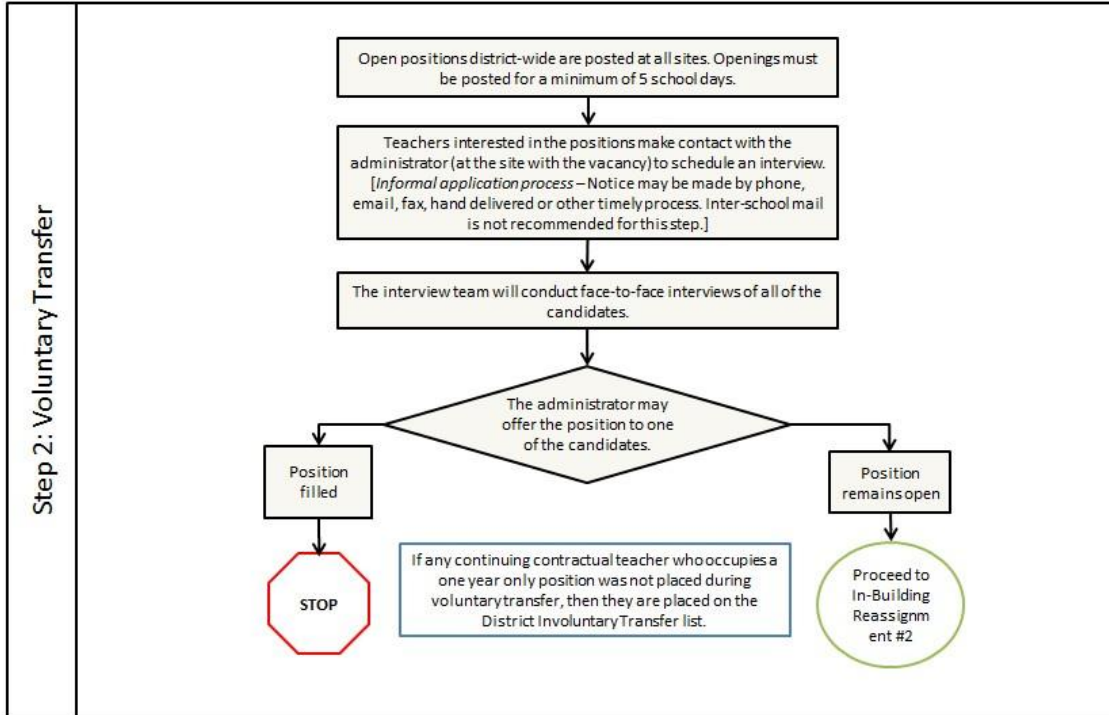 Step 2: Voluntary Transfer
Open positions district-wide are posted at all sites. Openings must
be posted for a minimum of 5 school days.
Teachers interested in the positions make contact with the
administrator (at the site with the vacancy) to schedule an interview.
[Informal application process – Notice may be made by phone,
email, fax, hand delivered or other timely process. Inter-school mail
is not recommended for this step.]
The interview team will conduct face-to-face interviews of all of the
candidates.
The administrator may
offer the position to one
of the candidates.
Position
filled
Position
remains open
STOP
If any continuing contractual teacher who occupies a
one year only position was not placed during
voluntary transfer, then they are placed on the
District Involuntary Transfer list.
Proceed to
In-Building
Reassignm
ent #2